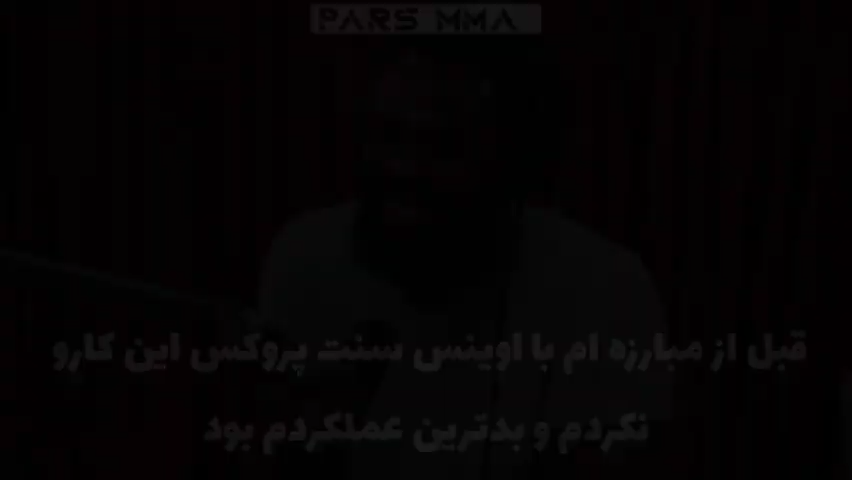 PARS MMA
قبل از مبارزه ام با اوینس سنت پروکس این کارو
نکردم و بدترین عملکردم بود